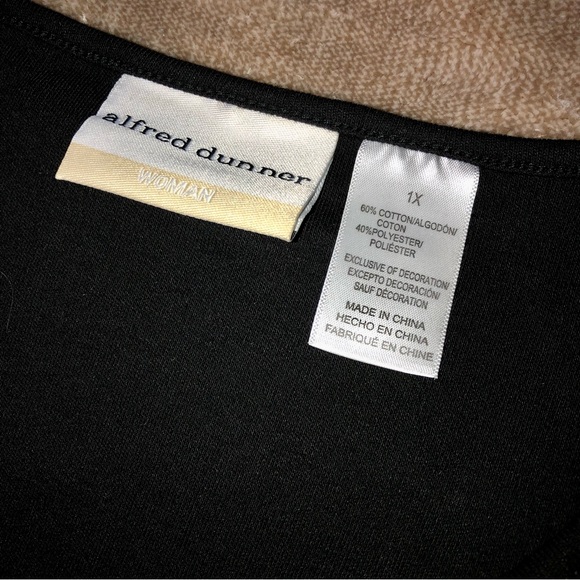 alfred dunner
WOMAN
1X
60% COTTON/ALGODÓN/
COTON
40%POLYESTER/
POLIÉSTER
EXCLUSIVE OF DECORATION/
EXCEPTO DECORACIÓN/
SAUF DÉCORATION
MADE IN CHINA
HECHO EN CHINA
FABRIQUÉ EN CHINE